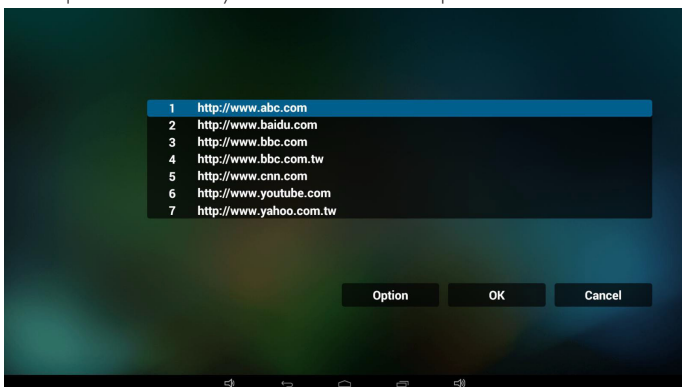 1 http://www.abc.com
2 http://www.baidu.com
3 http://www.bbc.com
4 http://www.bbc.com.tw
5 http://www.cnn.com
6 http://www.youtube.com
7 http://www.yahoo.com.tw
Option OK Cancel